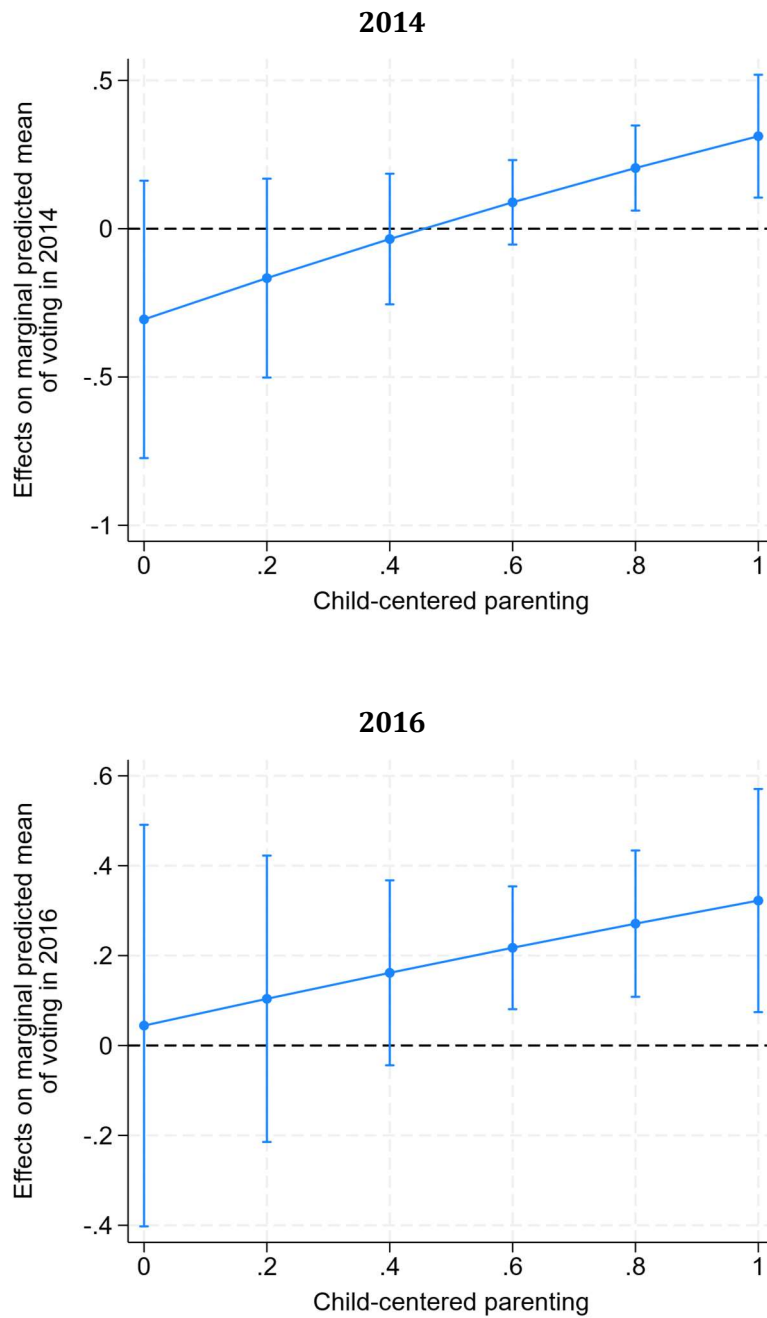 2014
Effects on marginal predicted mean
of voting in 2014
.5
0
-.5
-1
0 .2 .4 .6 .8 1
Child-centered parenting
2016
Effects on marginal predicted mean
of voting in 2016
.6
.4
.2
0
-.2
-.4
0 .2 .4 .6 .8 1
Child-centered parenting